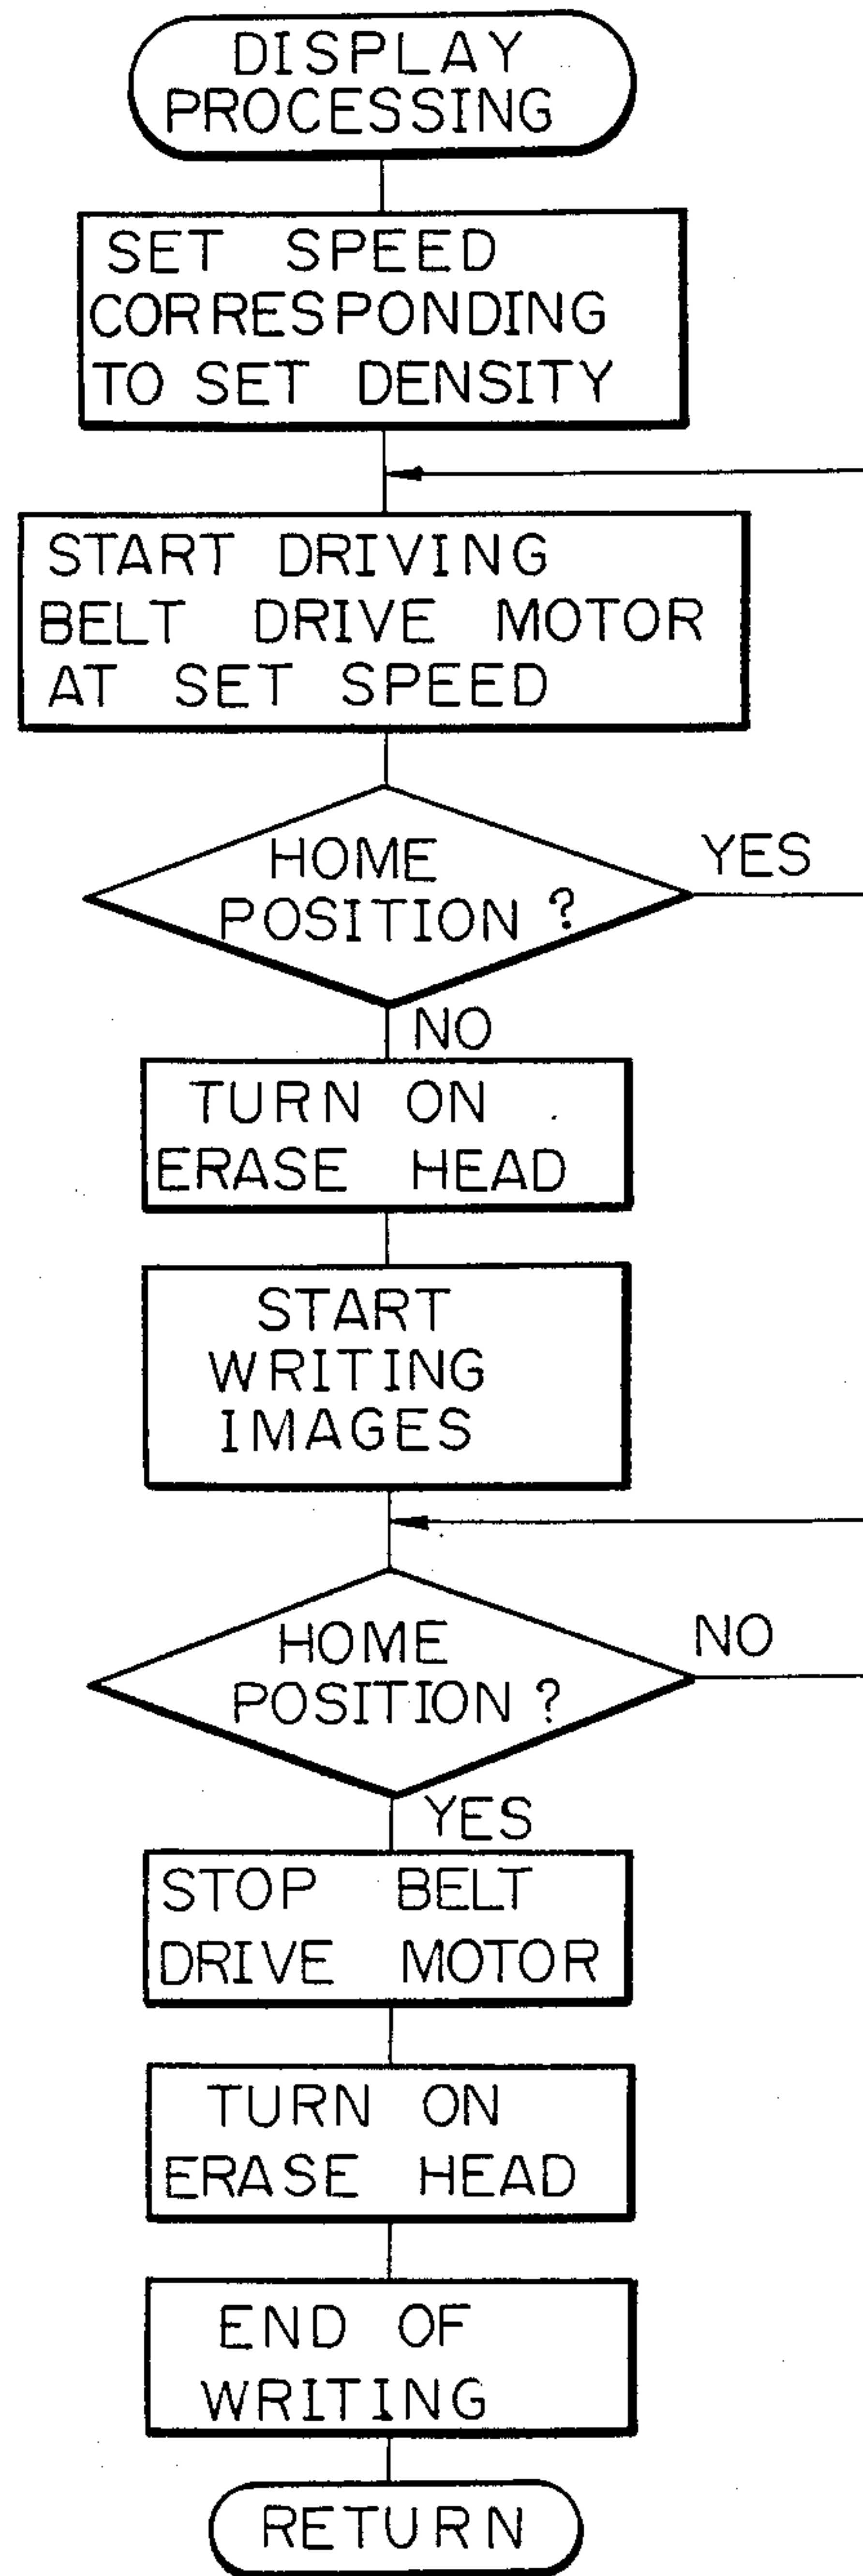 DISPLAY
PROCESSING
SET SPEED
CORRESPONDING
TO SET DENSITY
START DRIVING
BELT DRIVE MOTOR
AT SET SPEED
HOME
POSITION ?
YES
NO
TURN ON
ERASE HEAD
START
WRITING
IMAGES
HOME
POSITION ?
NO
YES
STOP BELT
DRIVE MOTOR
TURN ON
ERASE HEAD
END OF
WRITING
RETURN